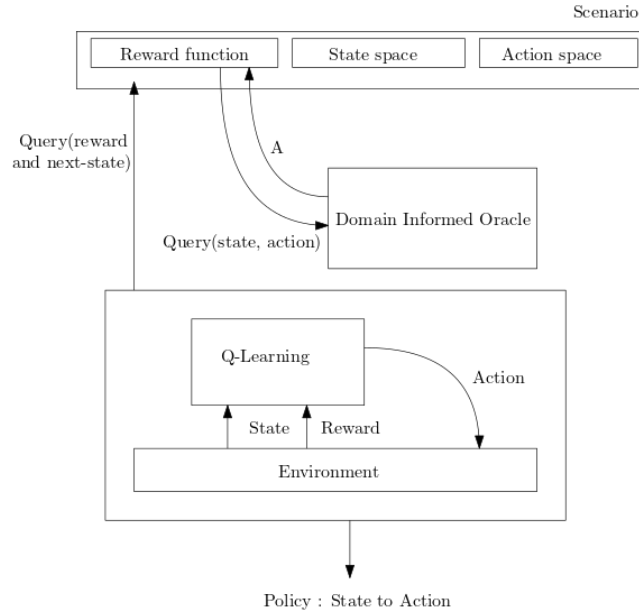 Scenario
Reward function
State space
Action space
Query(reward
and next-state)
A
Domain Informed Oracle
Query(state, action)
Q-Learning
Action
State
Reward
Environment
Policy : State to Action